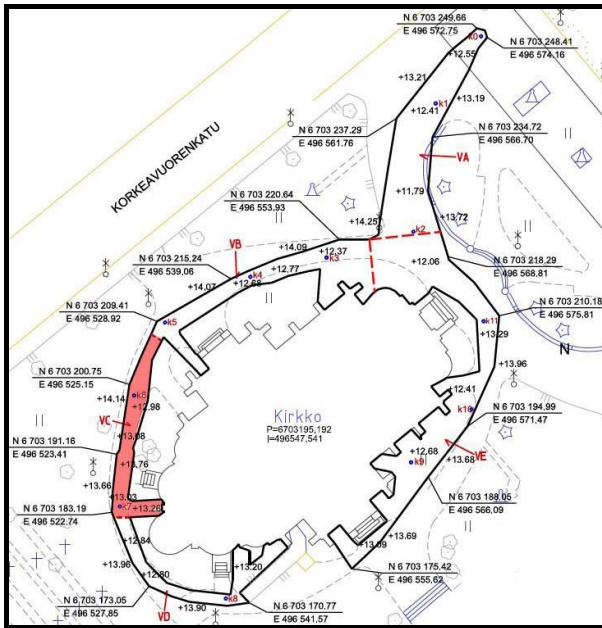 N 6 703 249.66
E 496 572.75
k0
N 6 703 248.41
E 496 574.16
+12.55
+13.21
+13.19
k1
+12.41
N 6 703 237.29
E 496 561.76
N 6 703 234.72
E 496 566.70
VA
KORKEAVUORENKATU
N 6 703 220.64
E 496 553.93
+11.79
+14.25
+13.72
k2
N 6 703 215.24
E 496 539.06
VB
+14.09
+12.37
k3
+12.06
N 6 703 218.29
E 496 568.81
+12.77
k4
+12.68
+14.07
N 6 703 209.41
E 496 528.92
k5
N 6 703 210.18
E 496 575.81
k11
+13.29
N
N 6 703 200.75
E 496 525.15
+13.96
+12.41
+14.14
k6
+12.98
Kirkko
P=6703195,192
I=496547,541
k10
N 6 703 194.99
E 496 571.47
VC
+13.08
N 6 703 191.16
E 496 523.41
+12.68
k9
+13.68
VE
+13.76
+13.66
N 6 703 188.05
E 496 566.09
N 6 703 183.19
E 496 522.74
+13.03
k7
+13.26
+12.84
+13.69
+13.09
+13.96
N 6 703 175.42
E 496 555.62
+12.80
+13.20
N 6 703 173.05
E 496 527.85
VD
+13.90
k8
N 6 703 170.77
E 496 541.57